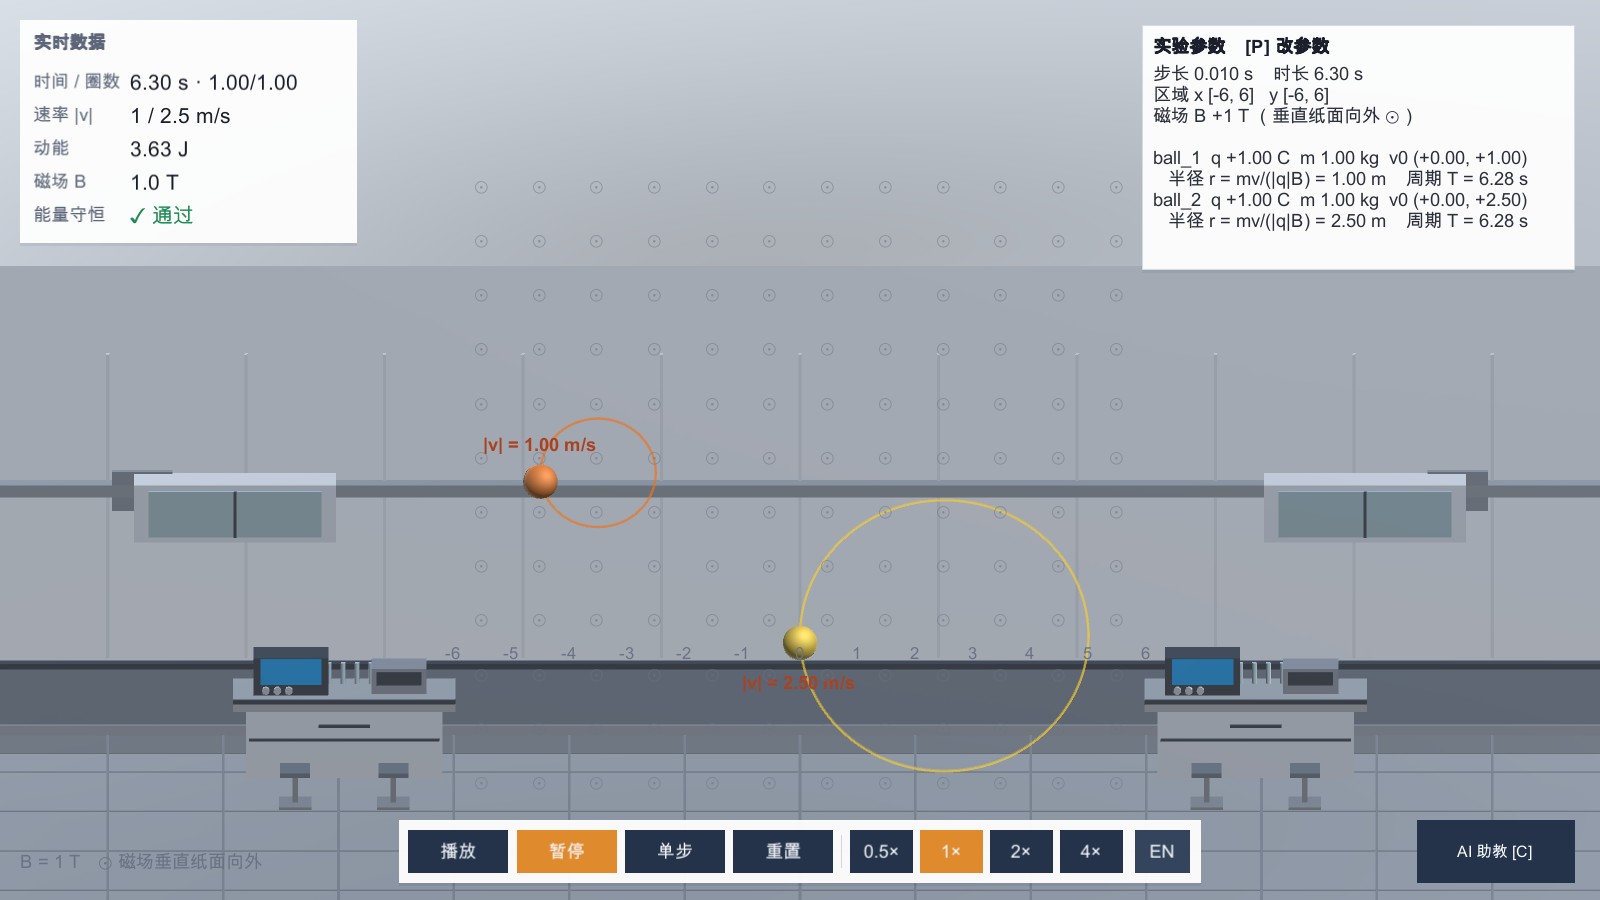 实时数据
时间 / 圈数 6.30 s · 1.00/1.00
速率 |v| 1 / 2.5 m/s
动能 3.63 J
磁场 B 1.0 T
能量守恒 ✓ 通过
实验参数 [P] 改参数
步长 0.010 s 时长 6.30 s
区域 x [-6, 6] y [-6, 6]
磁场 B +1 T ( 垂直纸面向外 ⊙ )
ball_1 q +1.00 C m 1.00 kg v0 (+0.00, +1.00)
半径 r = mv/(|q|B) = 1.00 m 周期 T = 6.28 s
ball_2 q +1.00 C m 1.00 kg v0 (+0.00, +2.50)
半径 r = mv/(|q|B) = 2.50 m 周期 T = 6.28 s
|v| = 1.00 m/s
-6 -5 -4 -3 -2 -1 0 1 2 3 4 5 6
|v| = 2.50 m/s
B = 1 T ⊙ 磁场垂直纸面向外
播放 暂停 单步 重置 0.5× 1× 2× 4× EN
AI 助教 [C]